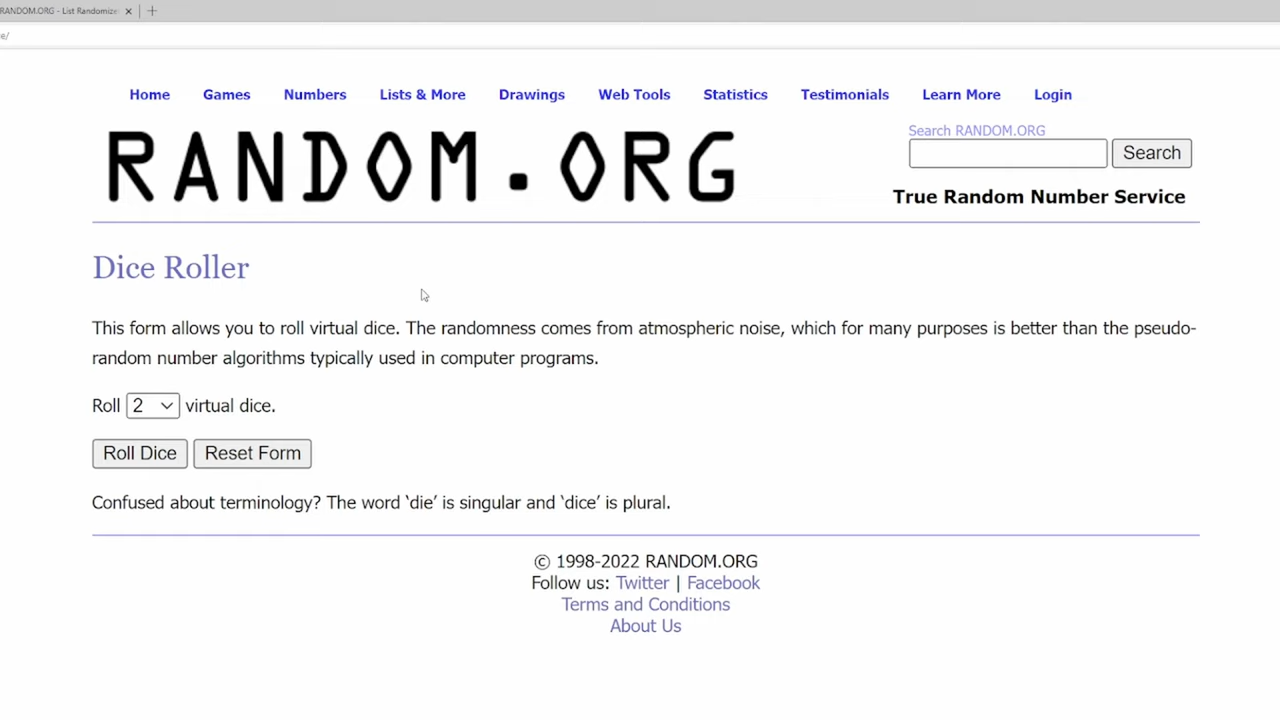 RANDOM.ORG - List Randomize
e/
Home Games Numbers Lists & More Drawings Web Tools Statistics Testimonials Learn More Login
RANDOM.ORG
Search RANDOM.ORG
Search
True Random Number Service
Dice Roller
This form allows you to roll virtual dice. The randomness comes from atmospheric noise, which for many purposes is better than the pseudo-
random number algorithms typically used in computer programs.
Roll 2 virtual dice.
Roll Dice Reset Form
Confused about terminology? The word ‘die’ is singular and ‘dice’ is plural.
© 1998-2022 RANDOM.ORG
Follow us: Twitter | Facebook
Terms and Conditions
About Us